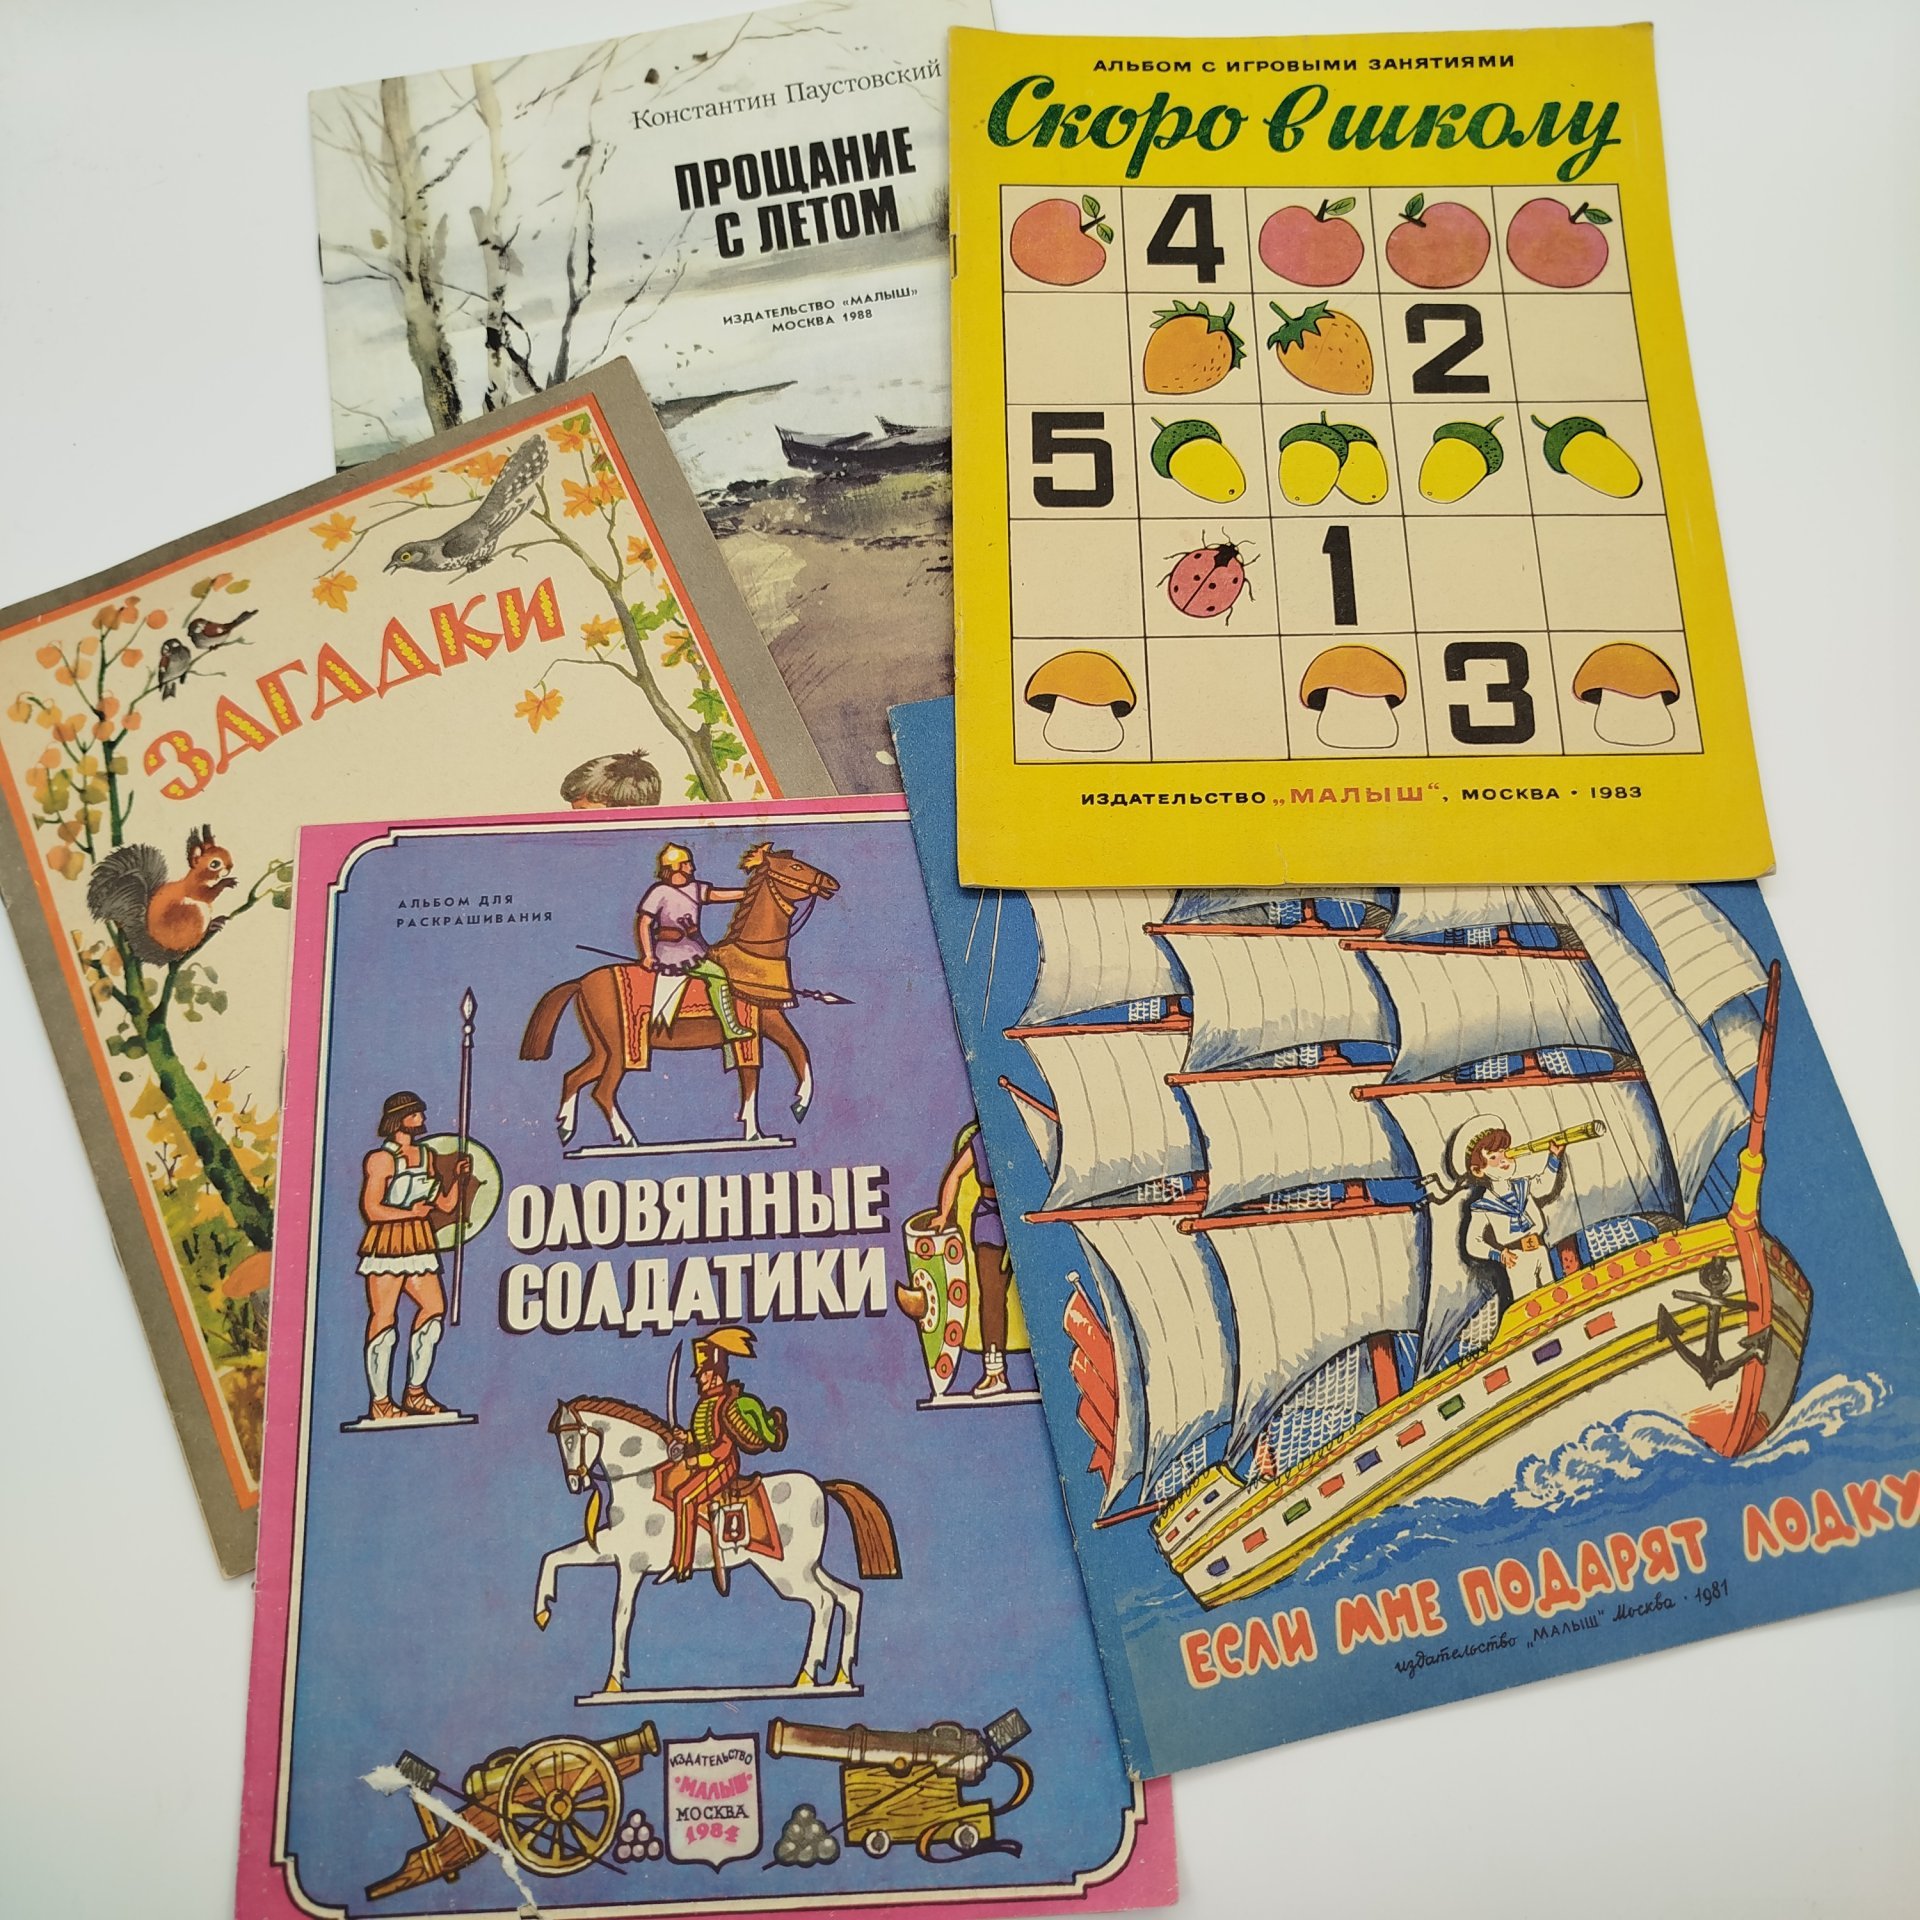 Константин Паустовский
ПРОЩАНИЕ
С ЛЕТОМ
ИЗДАТЕЛЬСТВО «МАЛЫШ»
МОСКВА 1988
АЛЬБОМ С ИГРОВЫМИ ЗАНЯТИЯМИ
Скоро в школу
4
2
5
1
3
ИЗДАТЕЛЬСТВО „МАЛЫШ“, МОСКВА • 1983
ЗАГАДКИ
АЛЬБОМ ДЛЯ
РАСКРАШИВАНИЯ
ОЛОВЯННЫЕ
СОЛДАТИКИ
ИЗДАТЕЛЬСТВО
•МАЛЫШ•
МОСКВА
1984
ЕСЛИ МНЕ ПОДАРЯТ ЛОДКУ
издательство „МАЛЫШ“ Москва • 1981